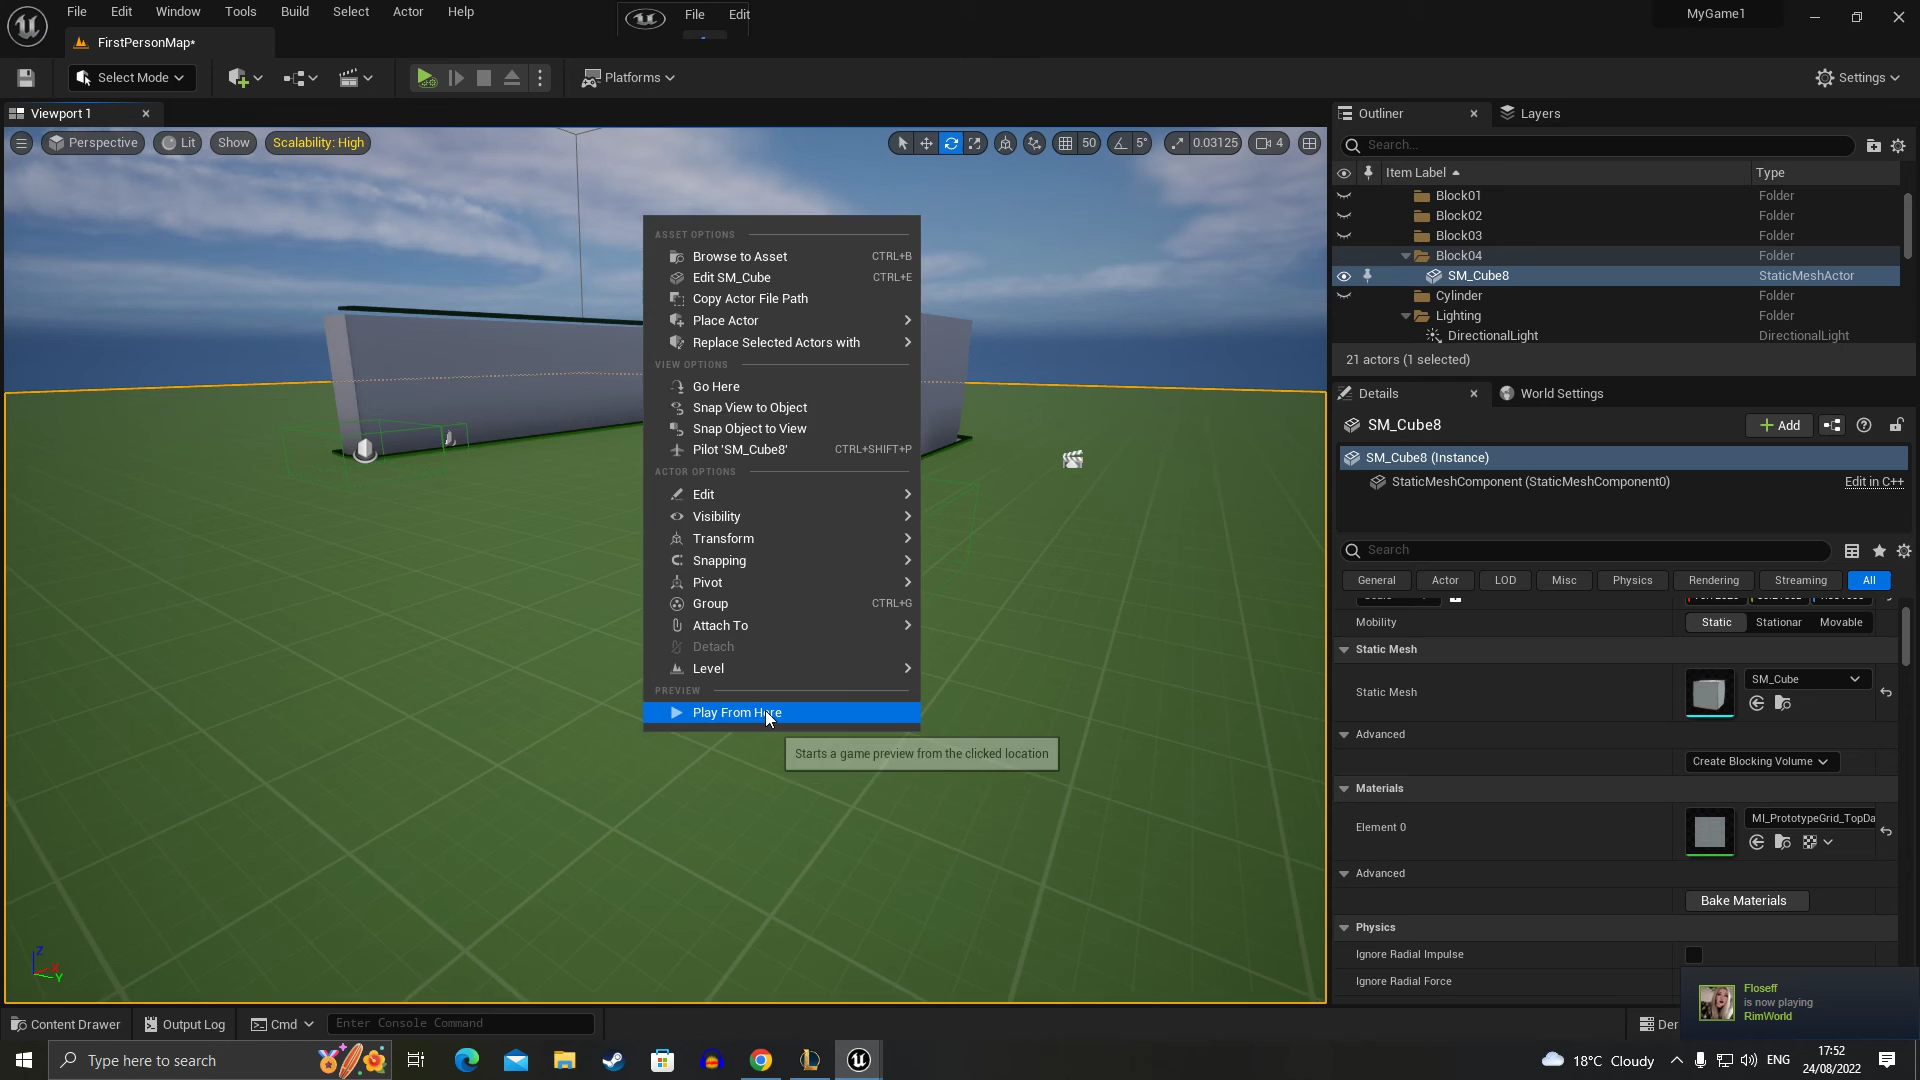 File Edit Window Tools Build Select Actor Help
File Edit
MyGame1
FirstPersonMap*
Select Mode
Platforms
Settings
Viewport 1
Perspective
Lit
Show
Scalability: High
50
5°
0.03125
4
ASSET OPTIONS
Browse to Asset CTRL+B
Edit SM_Cube CTRL+E
Copy Actor File Path
Place Actor
Replace Selected Actors with
VIEW OPTIONS
Go Here
Snap View to Object
Snap Object to View
Pilot 'SM_Cube8' CTRL+SHIFT+P
ACTOR OPTIONS
Edit
Visibility
Transform
Snapping
Pivot
Group CTRL+G
Attach To
Detach
Level
PREVIEW
Play From Here
Starts a game preview from the clicked location
Z
X
Y
Outliner
Layers
Search...
Item Label Type
Block01 Folder
Block02 Folder
Block03 Folder
Block04 Folder
SM_Cube8 StaticMeshActor
Cylinder Folder
Lighting Folder
DirectionalLight DirectionalLight
21 actors (1 selected)
Details
World Settings
SM_Cube8
Add
SM_Cube8 (Instance)
StaticMeshComponent (StaticMeshComponent0) Edit in C++
Search
General Actor LOD Misc Physics Rendering Streaming All
Mobility Static Stationar Movable
Static Mesh
Static Mesh SM_Cube
Advanced
Create Blocking Volume
Materials
Element 0 MI_PrototypeGrid_TopDa
Advanced
Bake Materials
Physics
Ignore Radial Impulse
Ignore Radial Force
Floseff
is now playing
RimWorld
Content Drawer
Output Log
Cmd
Enter Console Command
Der
Type here to search
18°C Cloudy
ENG
17:52
24/08/2022